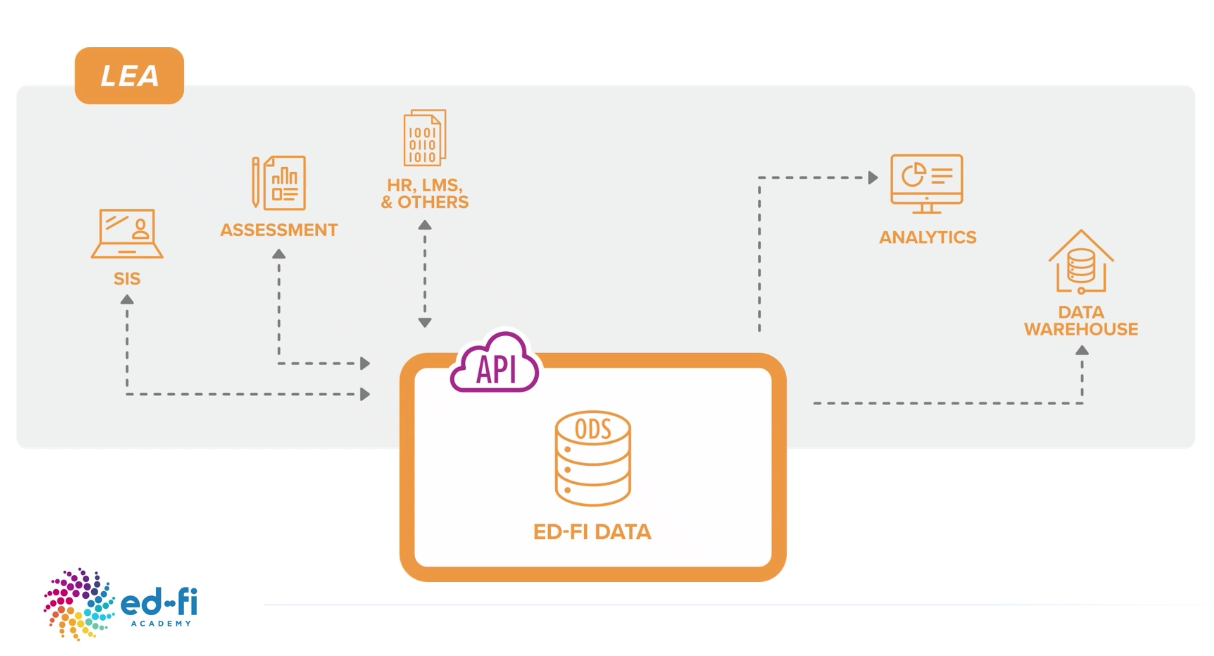 LEA
1001
0110
1010
HR, LMS,
& OTHERS
ASSESSMENT
SIS
ANALYTICS
DATA
WAREHOUSE
API
ODS
ED-FI DATA
ed-fi
ACADEMY